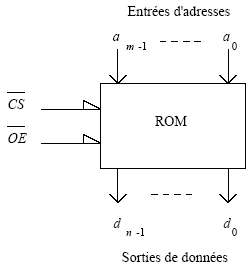 Entrées d'adresses
a m -1 ---- a 0
CS
OE
ROM
d n -1 ---- d 0
Sorties de données